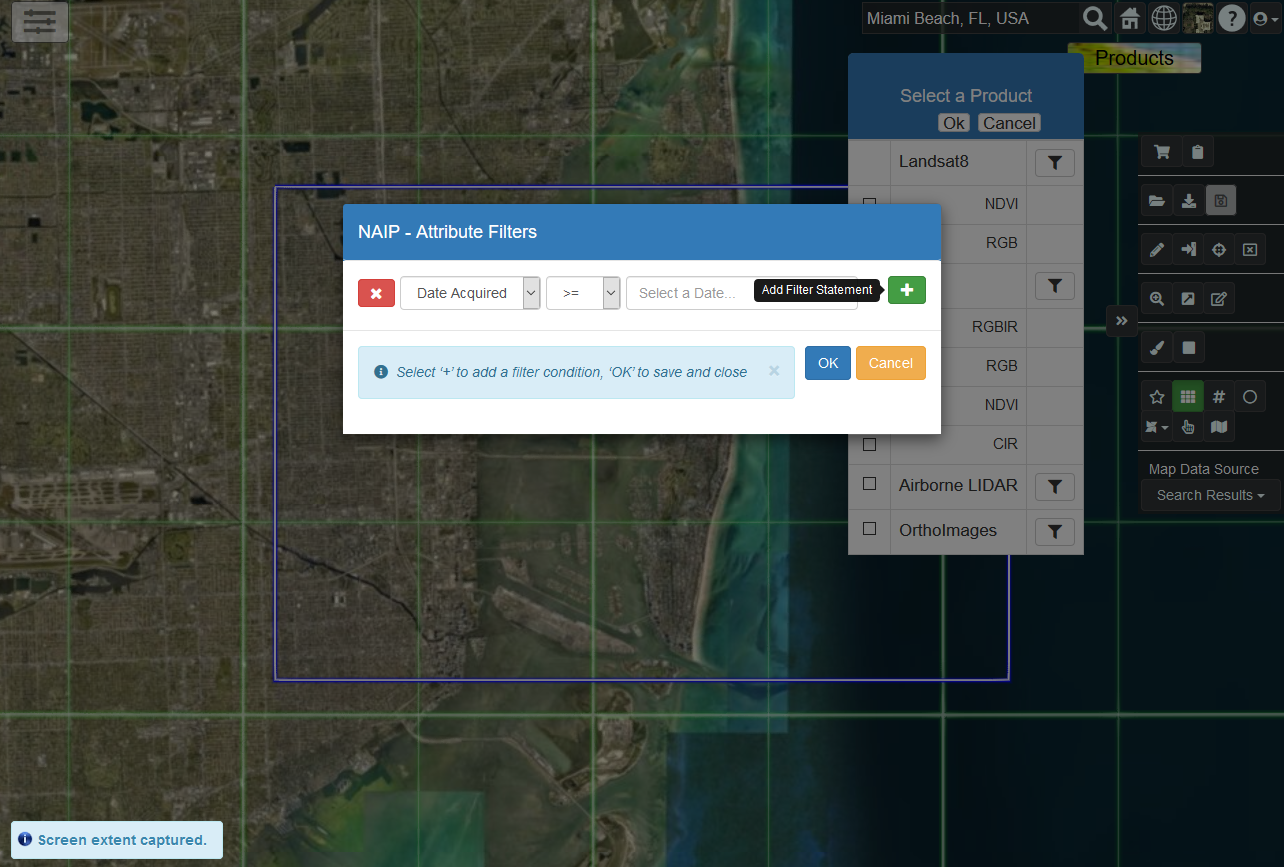 Miami Beach, FL, USA
Products
Select a Product
Ok Cancel
Landsat8
NDVI
RGB
NAIP - Attribute Filters
Date Acquired >= Select a Date... Add Filter Statement
RGBIR
RGB
Select ‘+’ to add a filter condition, ‘OK’ to save and close
OK Cancel
NDVI
CIR
Airborne LIDAR
OrthoImages
Map Data Source
Search Results
Screen extent captured.